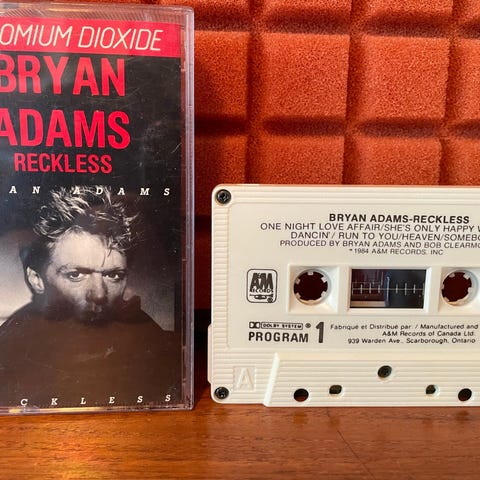 OMIUM DIOXIDE
BRYAN
ADAMS
RECKLESS
AN ADAMS
CKLESS
BRYAN ADAMS-RECKLESS
ONE NIGHT LOVE AFFAIR/SHE'S ONLY HAPPY W
DANCIN'/RUN TO YOU/HEAVEN/SOMEBO
PRODUCED BY BRYAN ADAMS AND BOB CLEARMO
℗1984 A&M RECORDS, INC
A&M
RECORDS
DOLBY SYSTEM ®
PROGRAM 1
Fabriqué et Distribué par: / Manufactured and
A&M Records of Canada Ltd.
939 Warden Ave., Scarborough, Ontario
A